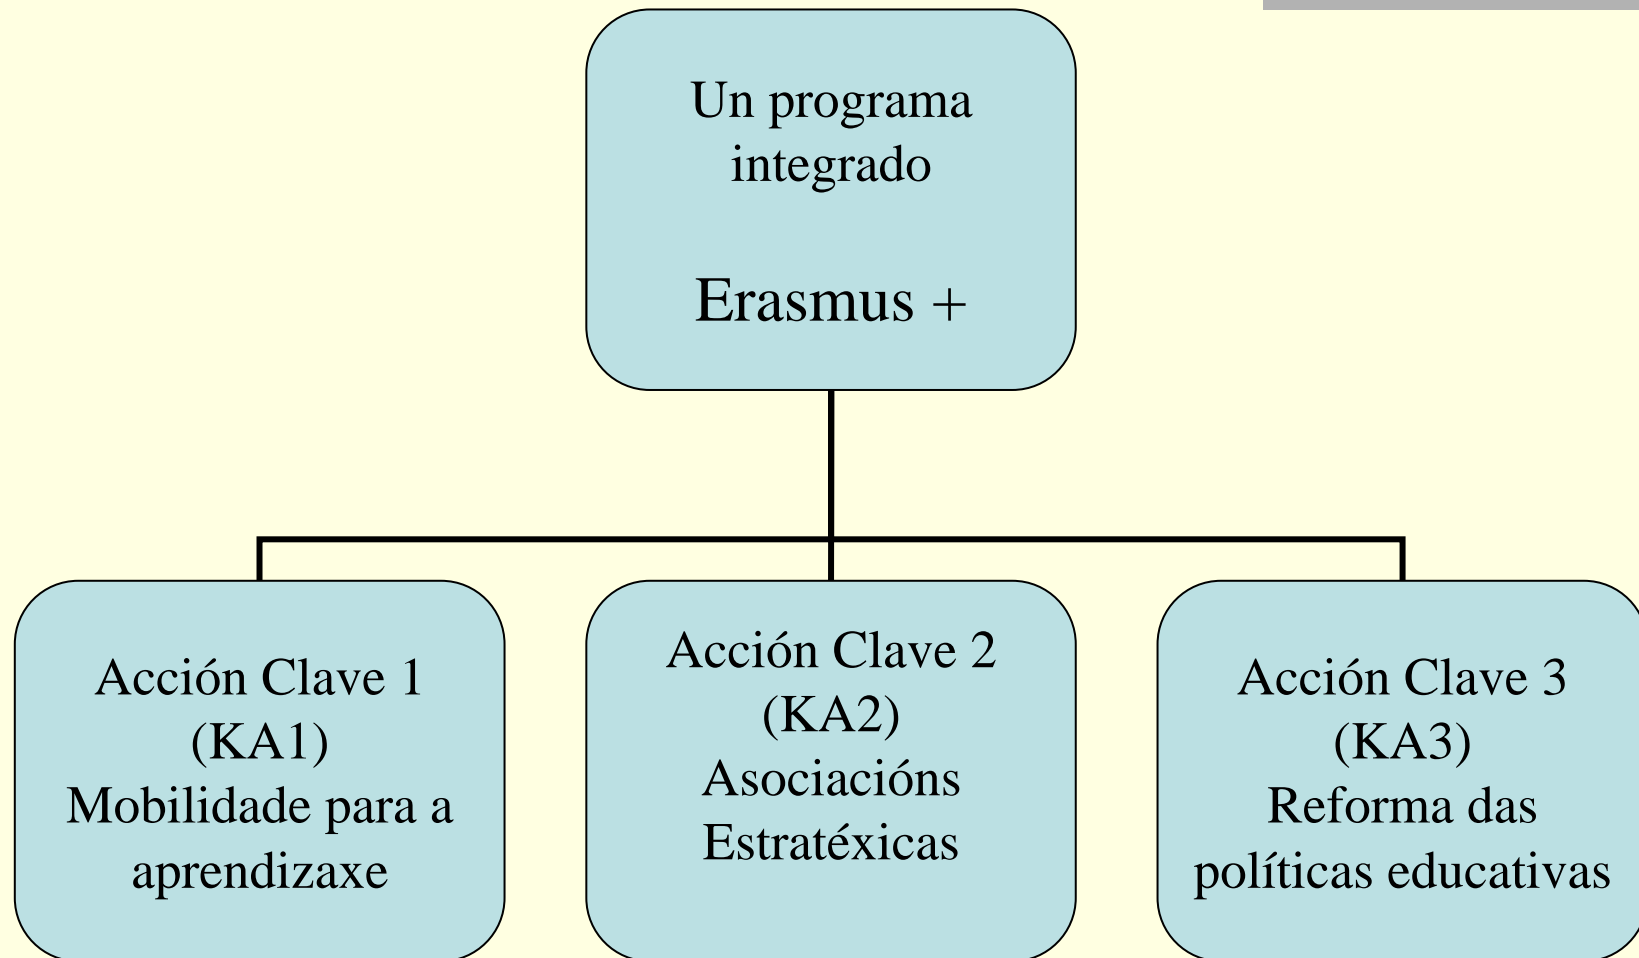 Un programa
integrado
Erasmus +
Acción Clave 1
(KA1)
Mobilidade para a
aprendizaxe
Acción Clave 2
(KA2)
Asociacións
Estratéxicas
Acción Clave 3
(KA3)
Reforma das
políticas educativas